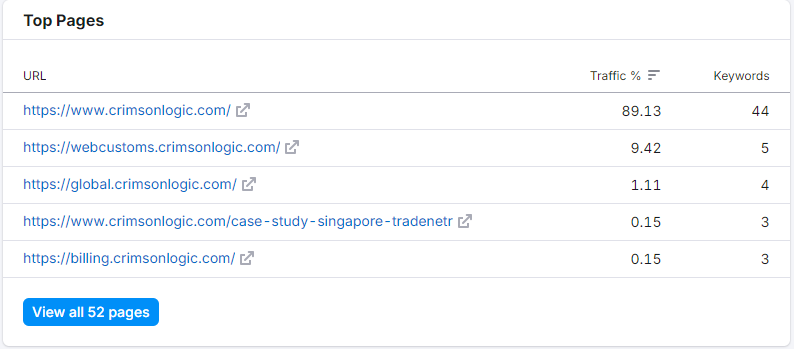 Top Pages
URL Traffic % Keywords
https://www.crimsonlogic.com/ 89.13 44
https://webcustoms.crimsonlogic.com/ 9.42 5
https://global.crimsonlogic.com/ 1.11 4
https://www.crimsonlogic.com/case-study-singapore-tradenetr 0.15 3
https://billing.crimsonlogic.com/ 0.15 3
View all 52 pages